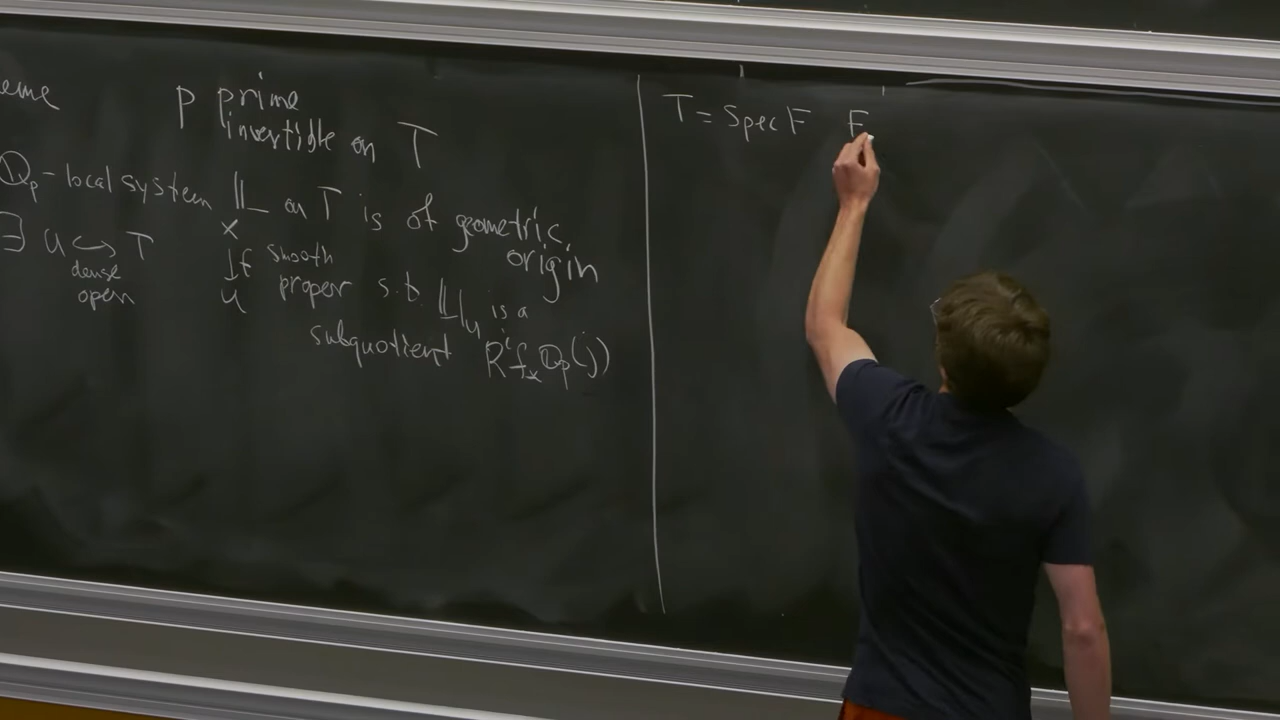 eme p prime
invertible on T
ℚₚ-local system 𝕃 on T is of geometric
origin
∃ U ↪ T
dense
open
X
↓f smooth
U proper s.t. 𝕃|ᵤ is a
subquotient Rⁱf_*ℚₚ(j)
T = Spec F F